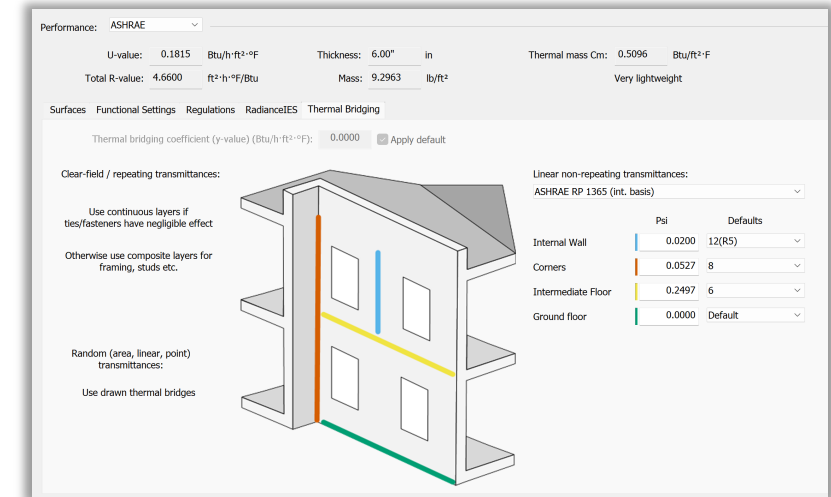 Performance: ASHRAE
U-value: 0.1815 Btu/h·ft²·°F Thickness: 6.00" in Thermal mass Cm: 0.5096 Btu/ft²·F
Total R-value: 4.6600 ft²·h·°F/Btu Mass: 9.2963 lb/ft² Very lightweight
Surfaces Functional Settings Regulations RadianceIES Thermal Bridging
Thermal bridging coefficient (y-value) (Btu/h·ft²·°F): 0.0000 Apply default
Clear-field / repeating transmittances:
Use continuous layers if
ties/fasteners have negligible effect
Otherwise use composite layers for
framing, studs etc.
Random (area, linear, point)
transmittances:
Use drawn thermal bridges
Linear non-repeating transmittances:
ASHRAE RP 1365 (int. basis)
Psi Defaults
Internal Wall 0.0200 12(R5)
Corners 0.0527 8
Intermediate Floor 0.2497 6
Ground floor 0.0000 Default